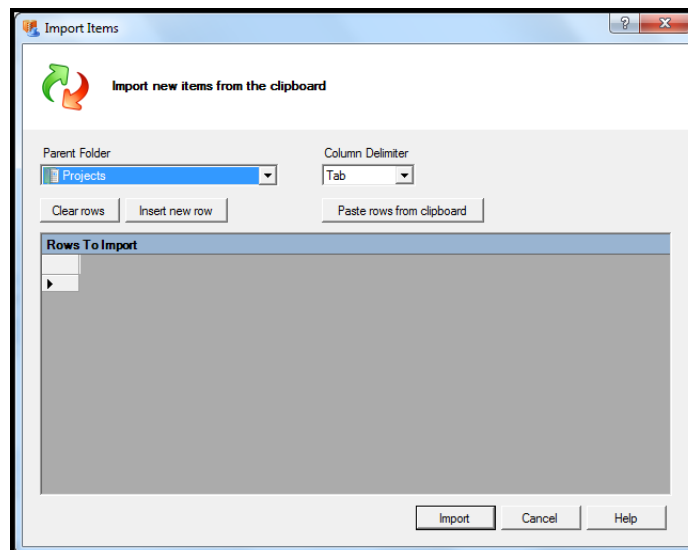 Import Items
Import new items from the clipboard
Parent Folder
Column Delimiter
Projects
Tab
Clear rows
Insert new row
Paste rows from clipboard
Rows To Import
Import
Cancel
Help